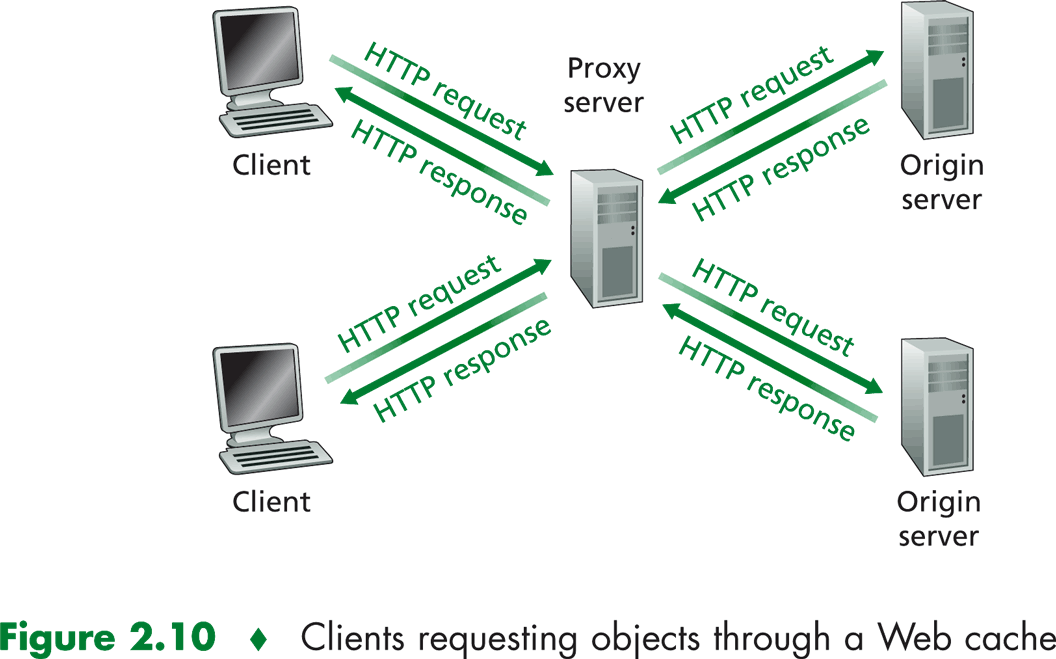 HTTP request
HTTP response
Client
Proxy
server
HTTP request
HTTP response
Origin
server
HTTP request
HTTP response
Client
HTTP request
HTTP response
Origin
server
Figure 2.10 ♦ Clients requesting objects through a Web cache